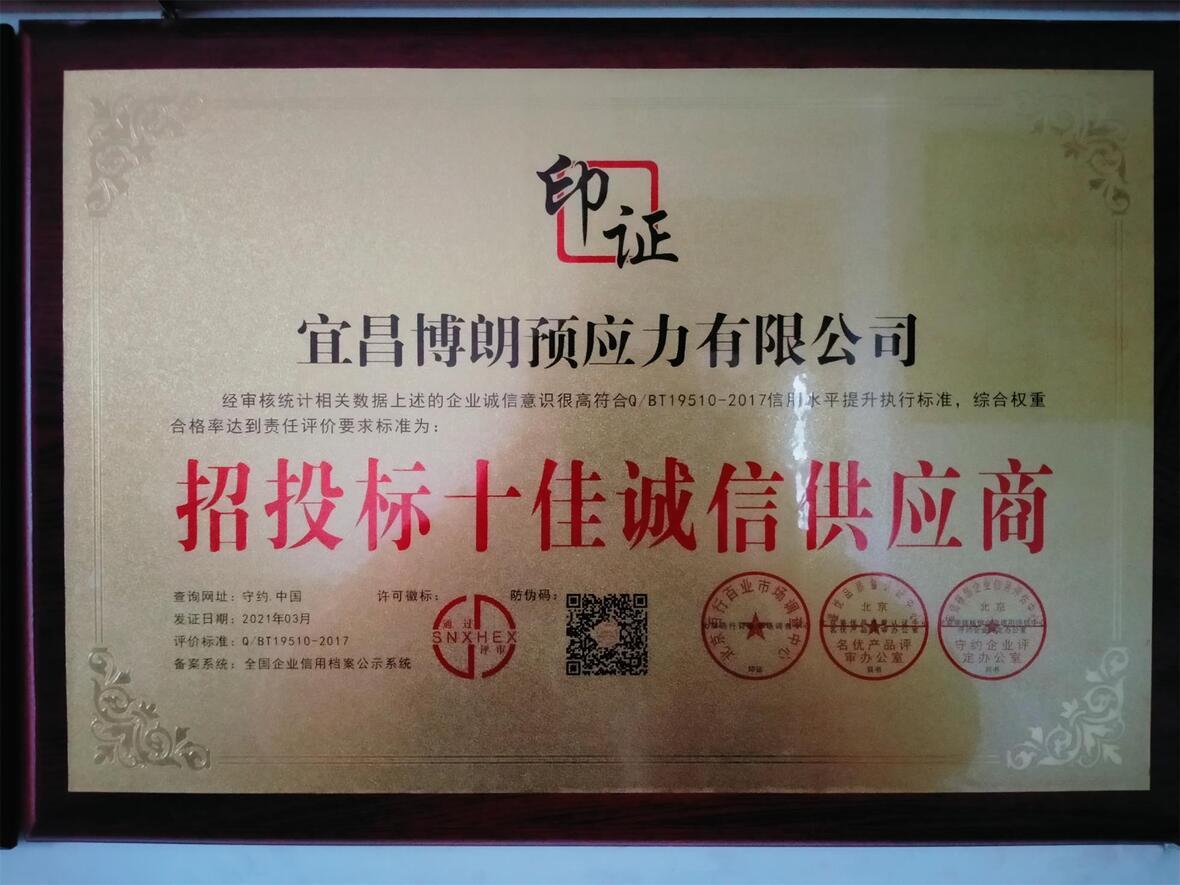 印证
宜昌博朗预应力有限公司
经审核统计相关数据上述的企业诚信意识很高符合Q/BT19510-2017信用水平提升执行标准，综合权重
合格率达到责任评价要求标准为：
招投标十佳诚信供应商
查询网址：守约.中国
发证日期：2021年03月
评价标准：Q/BT19510-2017
备案系统：全国企业信用档案公示系统
许可徽标：
通过
SNXHEX
评审
防伪码：
印证
北京
名优产品评
审办公室
北京
守约企业评
定办公室